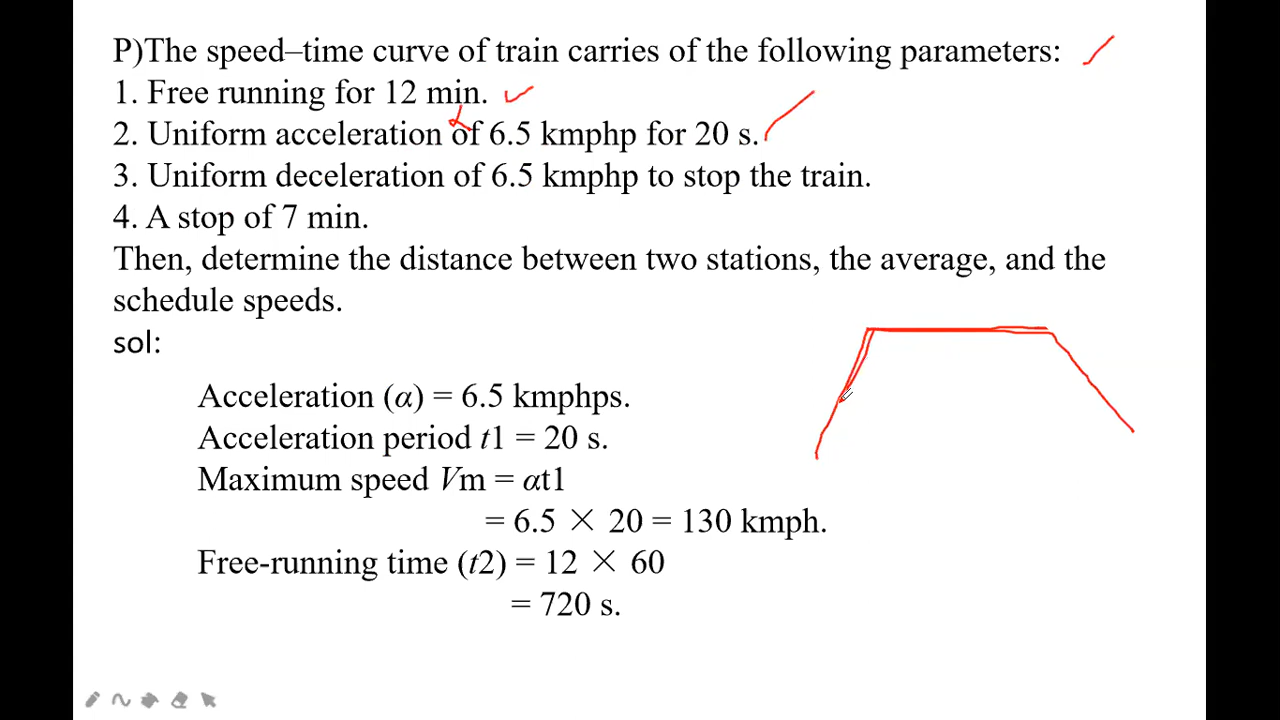 P)The speed–time curve of train carries of the following parameters:
1. Free running for 12 min.
2. Uniform acceleration of 6.5 kmphp for 20 s.
3. Uniform deceleration of 6.5 kmphp to stop the train.
4. A stop of 7 min.
Then, determine the distance between two stations, the average, and the
schedule speeds.
sol:
Acceleration (α) = 6.5 kmphps.
Acceleration period t1 = 20 s.
Maximum speed Vm = αt1
= 6.5 × 20 = 130 kmph.
Free-running time (t2) = 12 × 60
= 720 s.